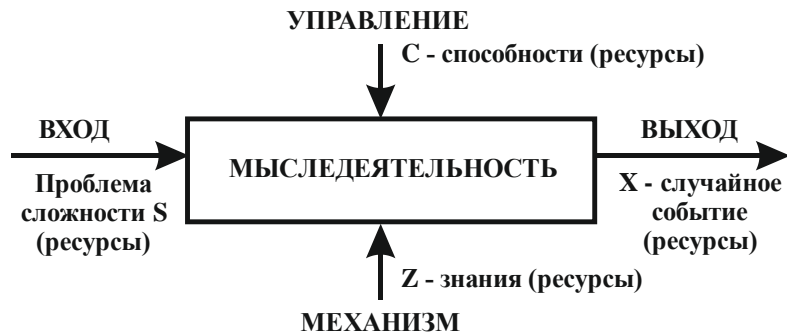 УПРАВЛЕНИЕ
С - способности (ресурсы)
ВХОД
ВЫХОД
МЫСЛЕДЕЯТЕЛЬНОСТЬ
Проблема
сложности S
(ресурсы)
X - случайное
событие
(ресурсы)
Z - знания (ресурсы)
МЕХАНИЗМ